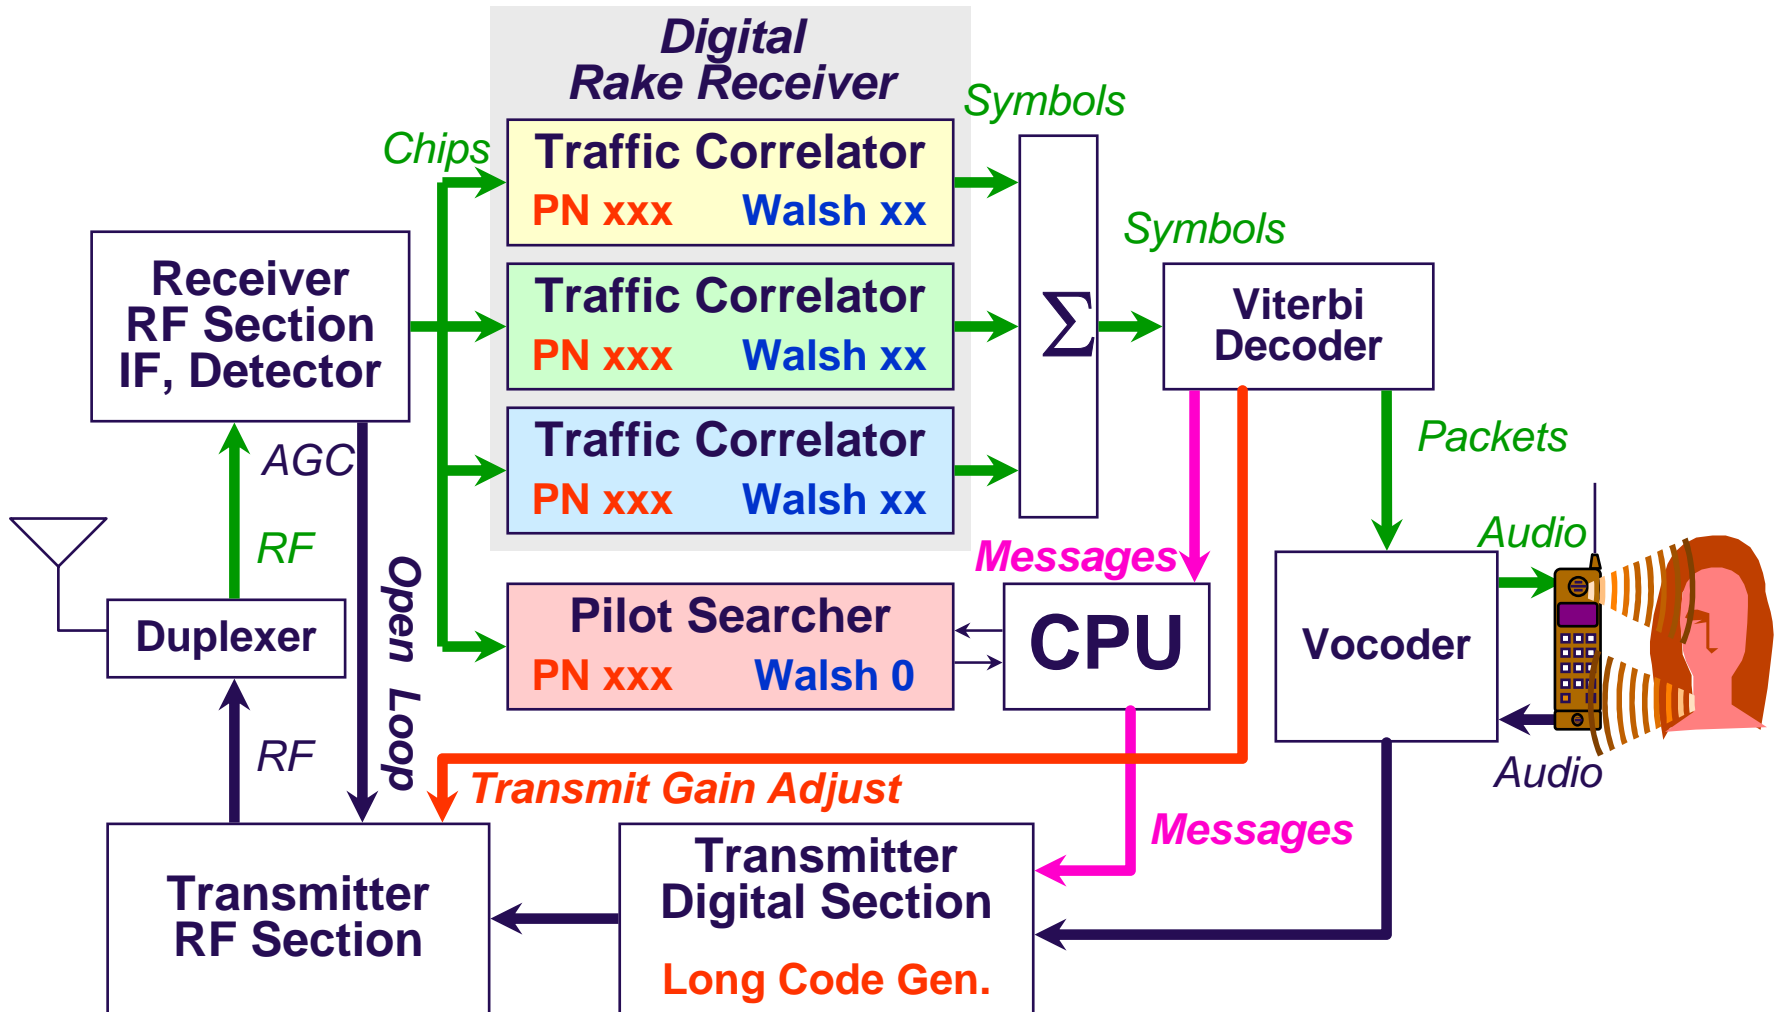 Digital
Rake Receiver
Symbols
Chips
Traffic Correlator
PN xxx Walsh xx
Symbols
Receiver
RF Section
IF, Detector
Traffic Correlator
PN xxx Walsh xx
Σ
Viterbi
Decoder
Traffic Correlator
PN xxx Walsh xx
AGC
Packets
RF
Open Loop
Messages
Audio
Duplexer
Pilot Searcher
PN xxx Walsh 0
CPU
Vocoder
RF
Transmit Gain Adjust
Audio
Messages
Transmitter
RF Section
Transmitter
Digital Section
Long Code Gen.